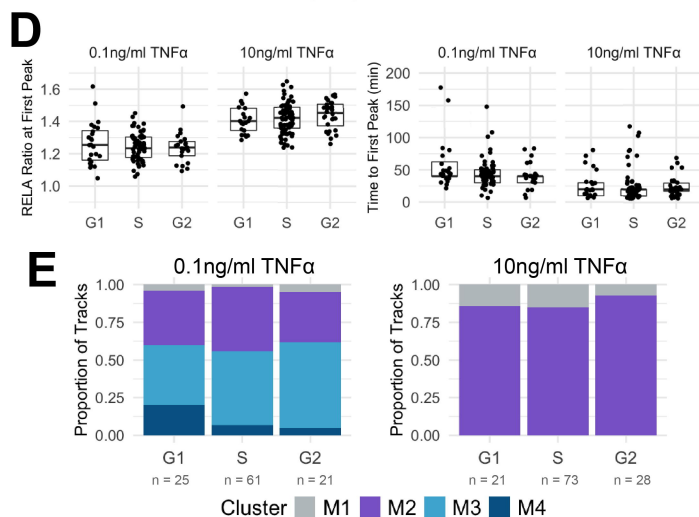 D
0.1ng/ml TNFα
10ng/ml TNFα
RELA Ratio at First Peak
1.6
1.4
1.2
1.0
G1 S G2
G1 S G2
0.1ng/ml TNFα
10ng/ml TNFα
Time to First Peak (min)
200
150
100
50
0
G1 S G2
G1 S G2
E
0.1ng/ml TNFα
Proportion of Tracks
1.00
0.75
0.50
0.25
0.00
G1 S G2
n = 25 n = 61 n = 21
10ng/ml TNFα
Proportion of Tracks
1.00
0.75
0.50
0.25
0.00
G1 S G2
n = 21 n = 73 n = 28
Cluster M1 M2 M3 M4